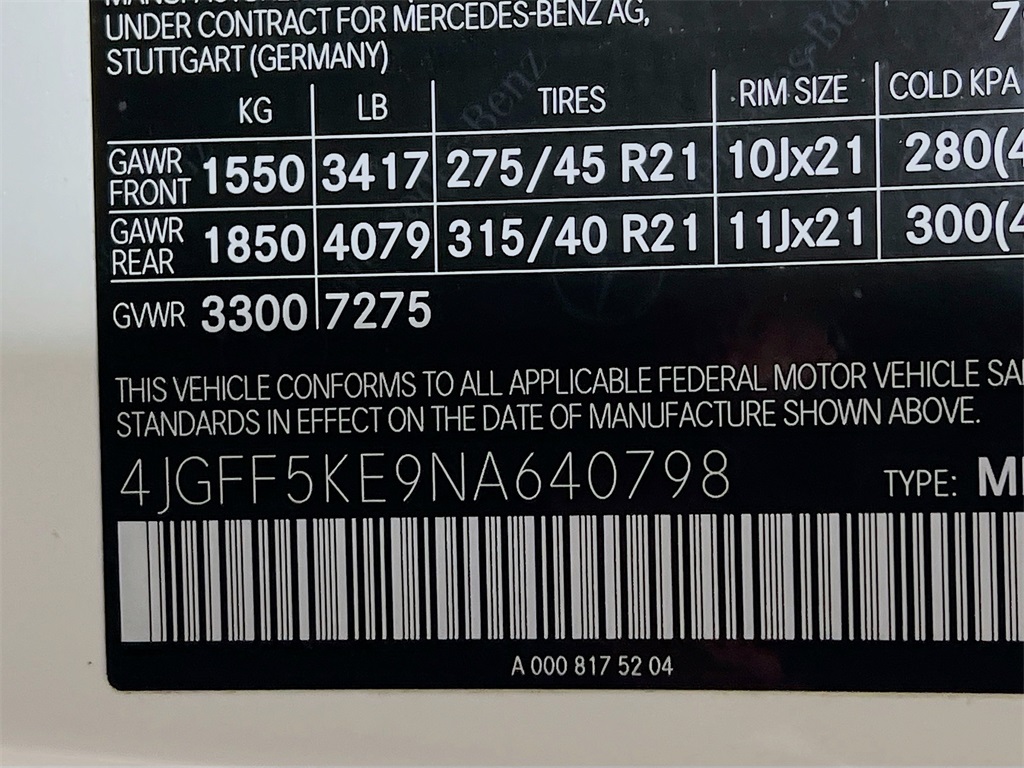 UNDER CONTRACT FOR MERCEDES-BENZ AG,
STUTTGART (GERMANY)
KG LB TIRES RIM SIZE COLD KPA
GAWR FRONT 1550 3417 275/45 R21 10Jx21 280(4
GAWR REAR 1850 4079 315/40 R21 11Jx21 300(4
GVWR 3300 7275
THIS VEHICLE CONFORMS TO ALL APPLICABLE FEDERAL MOTOR VEHICLE SA
STANDARDS IN EFFECT ON THE DATE OF MANUFACTURE SHOWN ABOVE.
4JGFF5KE9NA640798 TYPE:
A 000 817 52 04